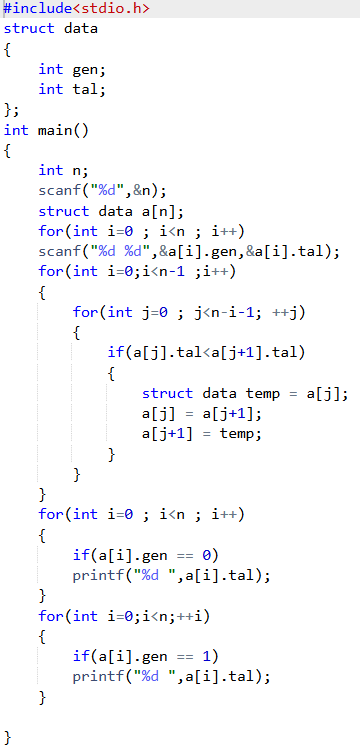 #include<stdio.h>
struct data
{
    int gen;
    int tal;
};
int main()
{
    int n;
    scanf("%d",&n);
    struct data a[n];
    for(int i=0 ; i<n ; i++)
    scanf("%d %d",&a[i].gen,&a[i].tal);
    for(int i=0;i<n-1 ;i++)
    {
        for(int j=0 ; j<n-i-1; ++j)
        {
            if(a[j].tal<a[j+1].tal)
            {
                struct data temp = a[j];
                a[j] = a[j+1];
                a[j+1] = temp;
            }
        }
    }
    for(int i=0 ; i<n ; i++)
    {
        if(a[i].gen == 0)
        printf("%d ",a[i].tal);
    }
    for(int i=0;i<n;++i)
    {
        if(a[i].gen == 1)
        printf("%d ",a[i].tal);
    }

}